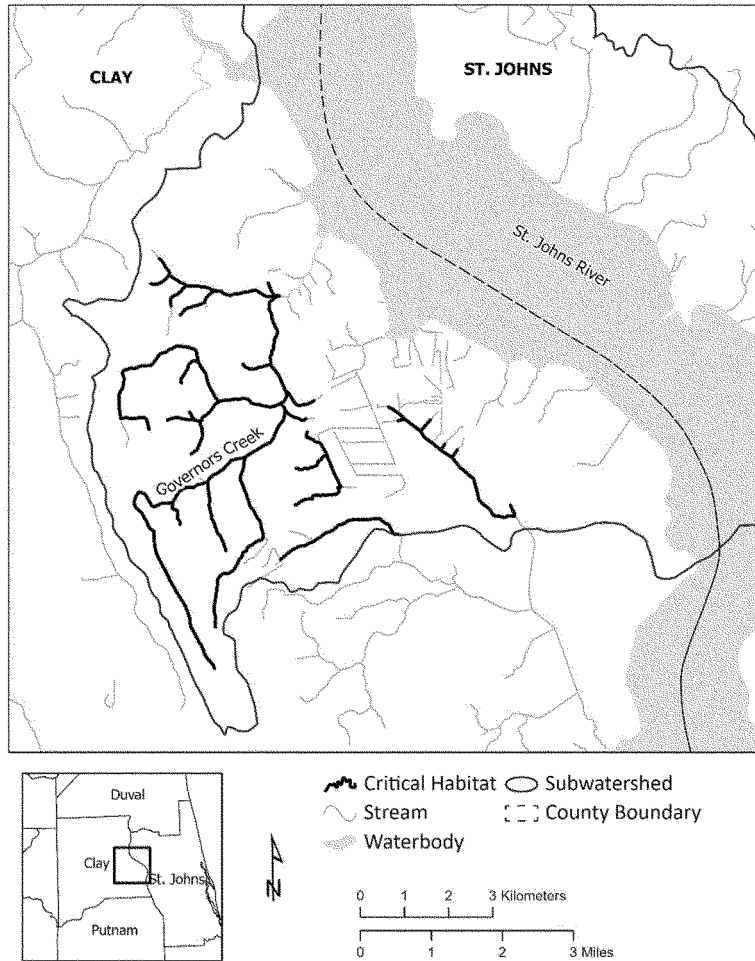 CLAY
ST. JOHNS
St. Johns River
Governors Creek
Duval
Clay
St. Johns
Putnam
Critical Habitat
Subwatershed
Stream
County Boundary
Waterbody
N
0 1 2 3 Kilometers
0 1 2 3 Miles